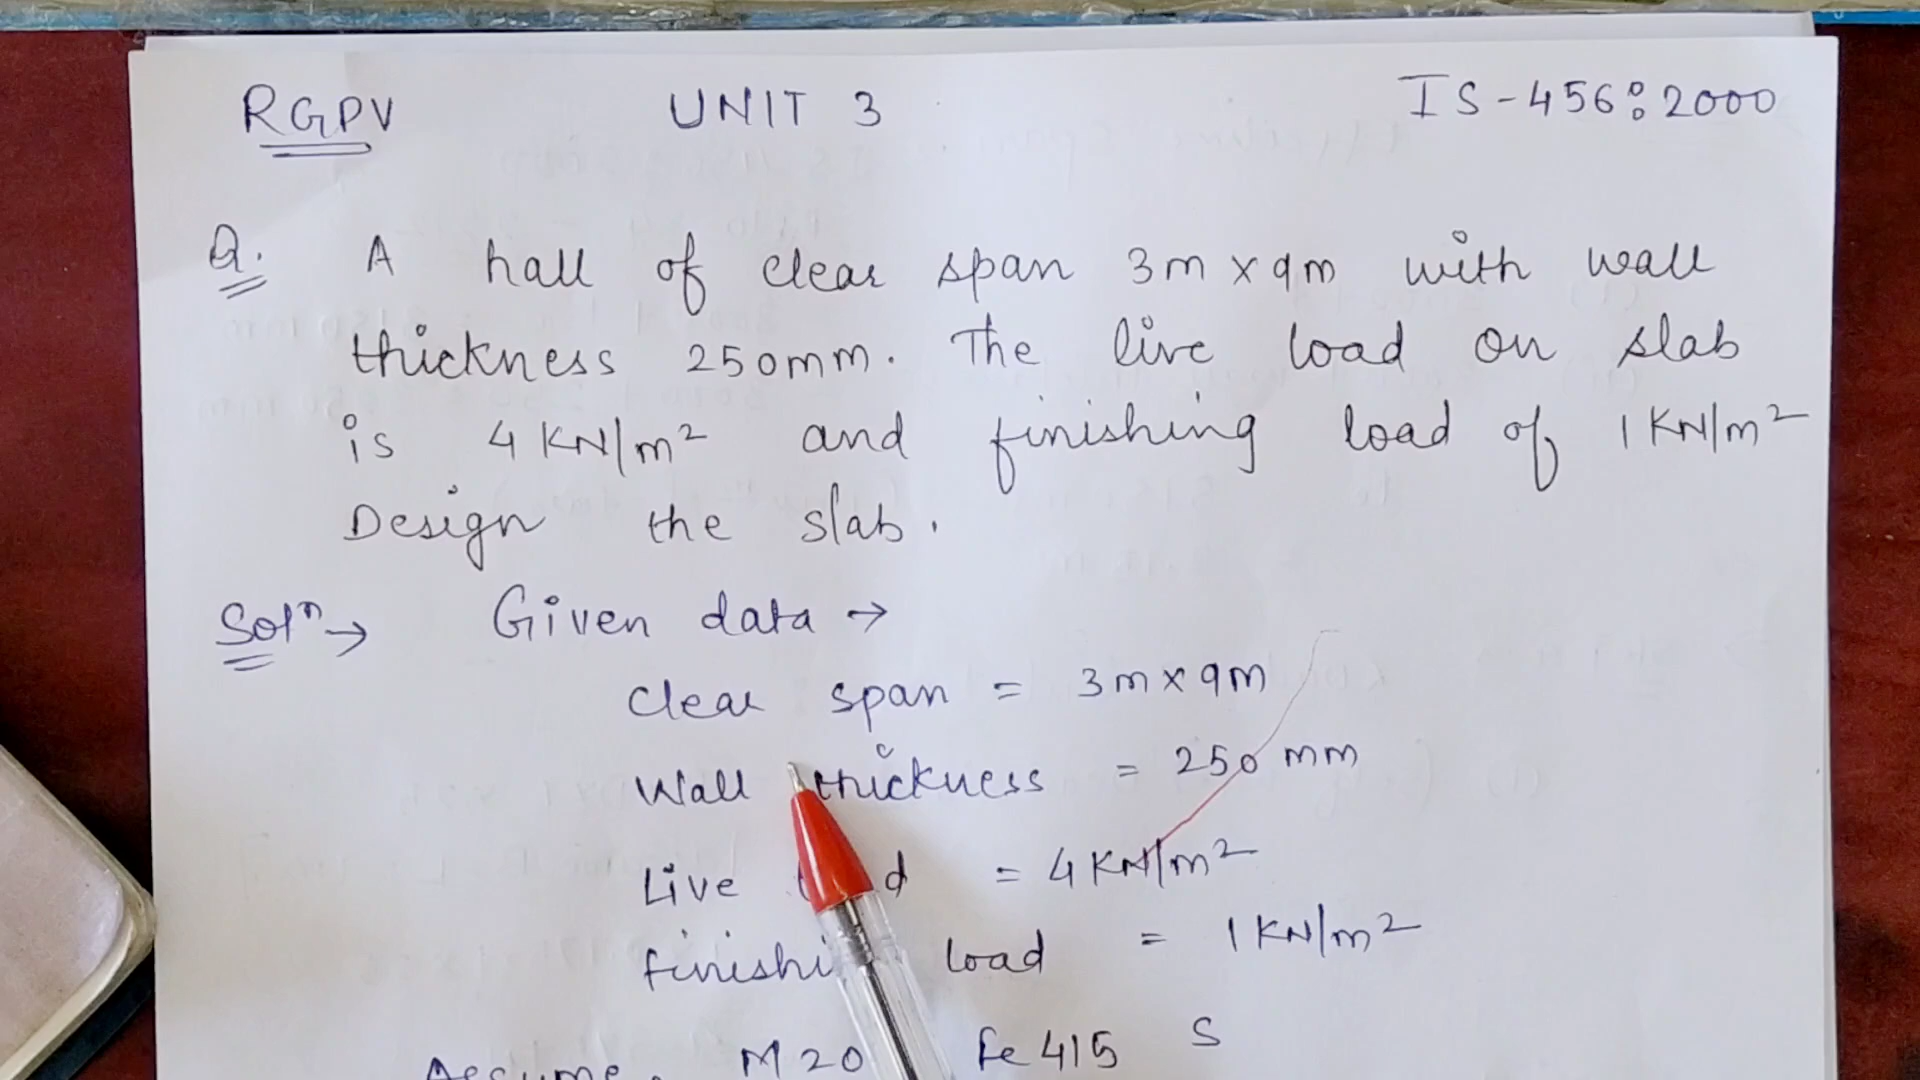 RGPV UNIT 3 IS-456:2000
Q. A hall of clear span 3m x 9m with wall
thickness 250mm. The live load on slab
is 4 KN/m² and finishing load of 1 KN/m²
Design the slab.
Solⁿ → Given data →
Clear span = 3m x 9m
Wall thickness = 250 mm
Live = 4 KN/m²
load = 1 KN/m²
Assume. M20 fe 415 S